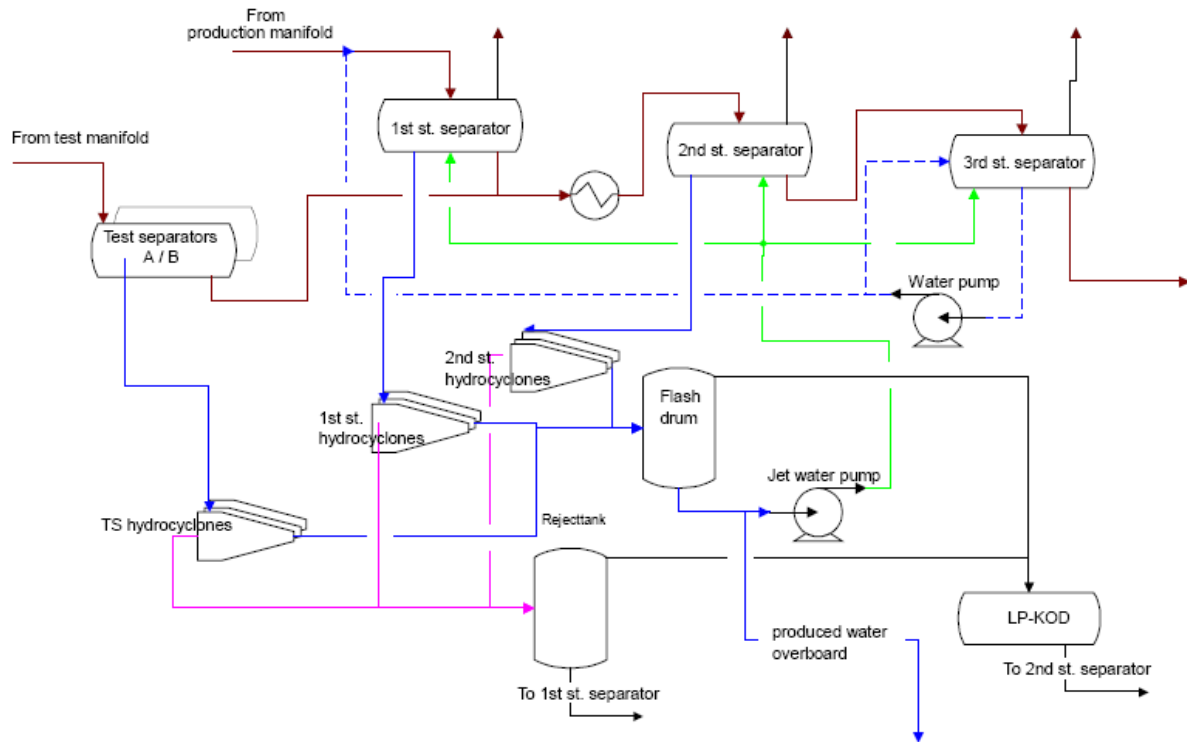 From
production manifold
From test manifold
1st st. separator
2nd st. separator
3rd st. separator
Test separators
A / B
Water pump
2nd st.
hydrocyclones
1st st.
hydrocyclones
Flash
drum
Jet water pump
TS hydrocyclones
Rejecttank
LP-KOD
produced water
overboard
To 2nd st. separator
To 1st st. separator